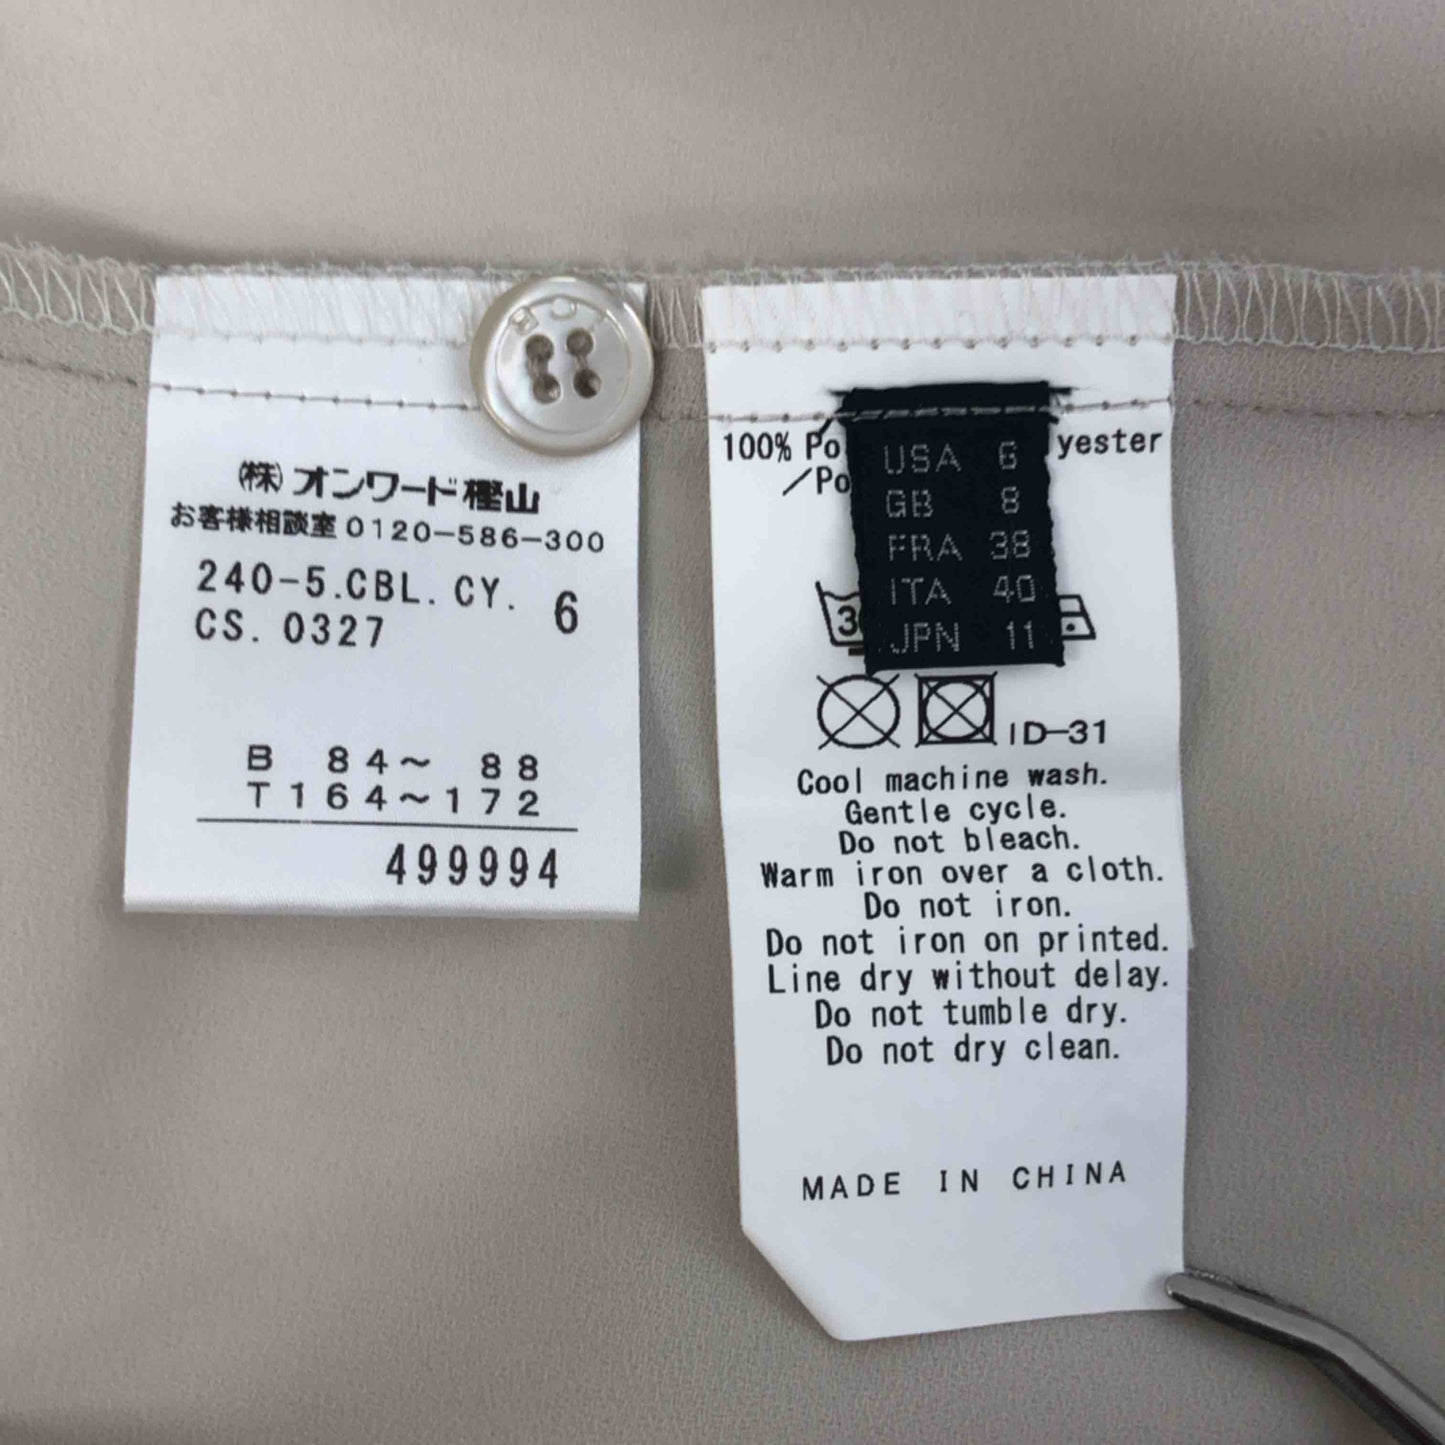 (株)オンワード樫山
お客様相談室0120-586-300
240-5.CBL.CY. 6
CS. 0327
B 84～ 88
T164～172
499994
100% Po yester
/Po
USA 6
GB 8
FRA 38
ITA 40
JPN 11
ID-31
Cool machine wash.
Gentle cycle.
Do not bleach.
Warm iron over a cloth.
Do not iron.
Do not iron on printed.
Line dry without delay.
Do not tumble dry.
Do not dry clean.
MADE IN CHINA